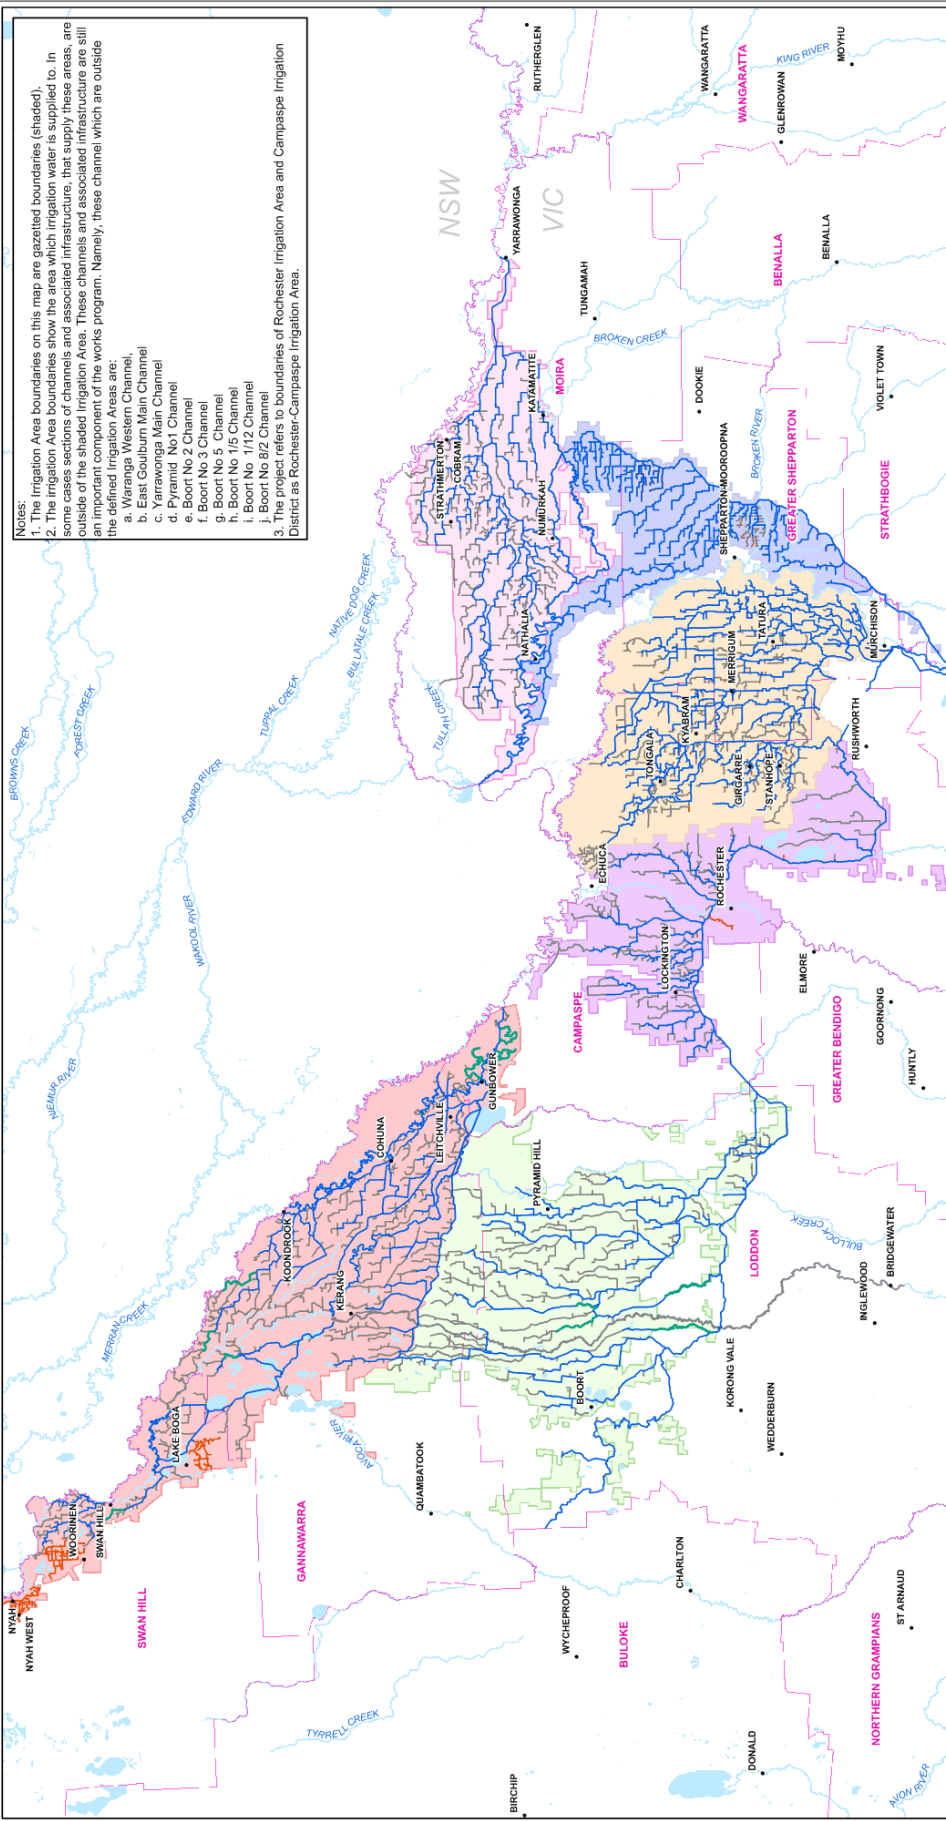 Notes:
1. The Irrigation Area boundaries on this map are gazetted boundaries (shaded).
2. The irrigation Area boundaries show the area which irrigation water is supplied to. In
some cases sections of channels and associated infrastructure, that supply these areas, are
outside of the shaded Irrigation Area. These channels and associated infrastructure are still
an important component of the works program. Namely, these channel which are outside
the defined Irrigation Areas are:
a. Waranga Western Channel,
b. East Goulburn Main Channel
c. Yarrawonga Main Channel
d. Pyramid No1 Channel
e. Boort No 2 Channel
f. Boort No 3 Channel
g. Boort No 5 Channel
h. Boort No 1/5 Channel
i. Boort No 1/12 Channel
j. Boort No 8/2 Channel
3. The project refers to boundaries of Rochester Irrigation Area and Campaspe Irrigation
District as Rochester-Campaspe Irrigation Area.
NYAH
NYAH WEST
WOORINEN
SWAN HILL
SWAN HILL
LAKE BOGA
MERRAN CREEK
NIEMUR RIVER
WAKOOL RIVER
EDWARD RIVER
BROWNS CREEK
FOREST CREEK
TUPPAL CREEK
NATIVE DOG CREEK
BULLATALE CREEK
TULLAH CREEK
NSW
VIC
RUTHERGLEN
YARRAWONGA
STRATHMERTON
COBRAM
KATAMATITE
NUMURKAH
NATHALIA
MOIRA
TUNGAMAH
BROKEN CREEK
WANGARATTA
WANGARATTA
KING RIVER
MOYHU
GLENROWAN
BENALLA
BENALLA
DOOKIE
BROKEN RIVER
VIOLET TOWN
SHEPPARTON-MOOROOPNA
GREATER SHEPPARTON
STRATHBOGIE
TATURA
MERRIGUM
MURCHISON
KYABRAM
TONGALA
GIRGARRE
STANHOPE
RUSHWORTH
ECHUCA
ROCHESTER
LOCKINGTON
CAMPASPE
ELMORE
GOORNONG
GREATER BENDIGO
HUNTLY
GUNBOWER
LEITCHVILLE
COHUNA
KOONDROOK
KERANG
PYRAMID HILL
LODDON
BULLOCK CREEK
BRIDGEWATER
INGLEWOOD
KORONG VALE
WEDDERBURN
BOORT
AVOCA RIVER
QUAMBATOOK
GANNAWARRA
CHARLTON
WYCHEPROOF
BULOKE
ST ARNAUD
NORTHERN GRAMPIANS
TYRRELL CREEK
DONALD
BIRCHIP
AVON RIVER